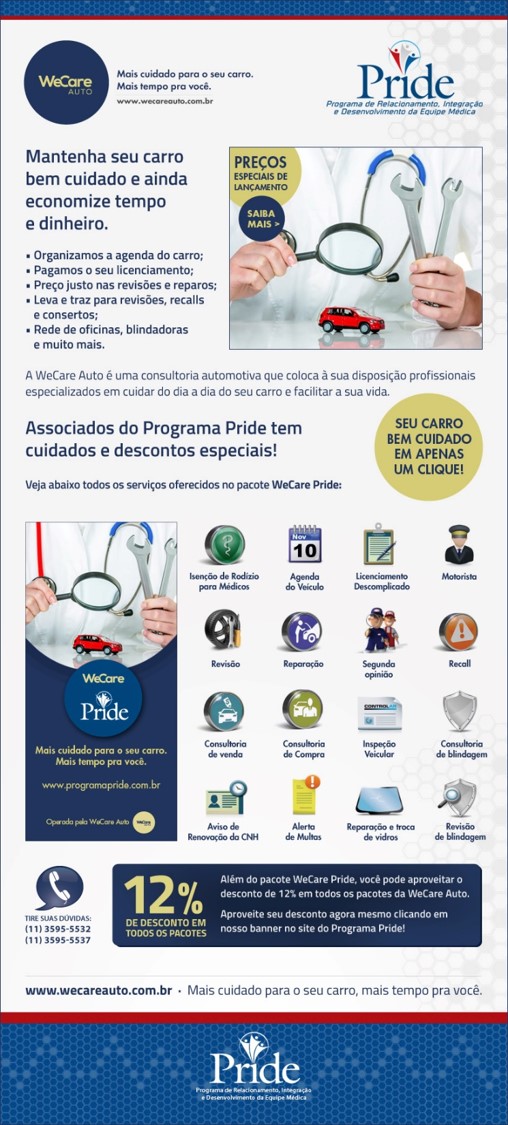 WeCare
AUTO
Mais cuidado para o seu carro.
Mais tempo pra você.
www.wecareauto.com.br
Pride
Programa de Relacionamento, Integração
e Desenvolvimento da Equipe Médica
Mantenha seu carro
bem cuidado e ainda
economize tempo
e dinheiro.
• Organizamos a agenda do carro;
• Pagamos o seu licenciamento;
• Preço justo nas revisões e reparos;
• Leva e traz para revisões, recalls
e consertos;
• Rede de oficinas, blindadoras
e muito mais.
PREÇOS
ESPECIAIS DE
LANÇAMENTO
SAIBA
MAIS >
A WeCare Auto é uma consultoria automotiva que coloca à sua disposição profissionais
especializados em cuidar do dia a dia do seu carro e facilitar a sua vida.
Associados do Programa Pride tem
cuidados e descontos especiais!
SEU CARRO
BEM CUIDADO
EM APENAS
UM CLIQUE!
Veja abaixo todos os serviços oferecidos no pacote WeCare Pride:
WeCare
Pride
Mais cuidado para o seu carro.
Mais tempo pra você.
www.programapride.com.br
Operada pela WeCare Auto
WeCare
Nov
10
Isenção de Rodízio
para Médicos
Agenda
do Veículo
Licenciamento
Descomplicado
Motorista
Revisão
Reparação
Segunda
opinião
Recall
CONTROLAR
Consultoria
de venda
Consultoria
de Compra
Inspeção
Veicular
Consultoria
de blindagem
Aviso de
Renovação da CNH
Alerta
de Multas
Reparação e troca
de vidros
Revisão
de blindagem
TIRE SUAS DÚVIDAS:
(11) 3595-5532
(11) 3595-5537
12%
DE DESCONTO EM
TODOS OS PACOTES
Além do pacote WeCare Pride, você pode aproveitar o
desconto de 12% em todos os pacotes da WeCare Auto.
Aproveite seu desconto agora mesmo clicando em
nosso banner no site do Programa Pride!
www.wecareauto.com.br • Mais cuidado para o seu carro, mais tempo pra você.
Pride
Programa de Relacionamento, Integração
e Desenvolvimento da Equipe Médica